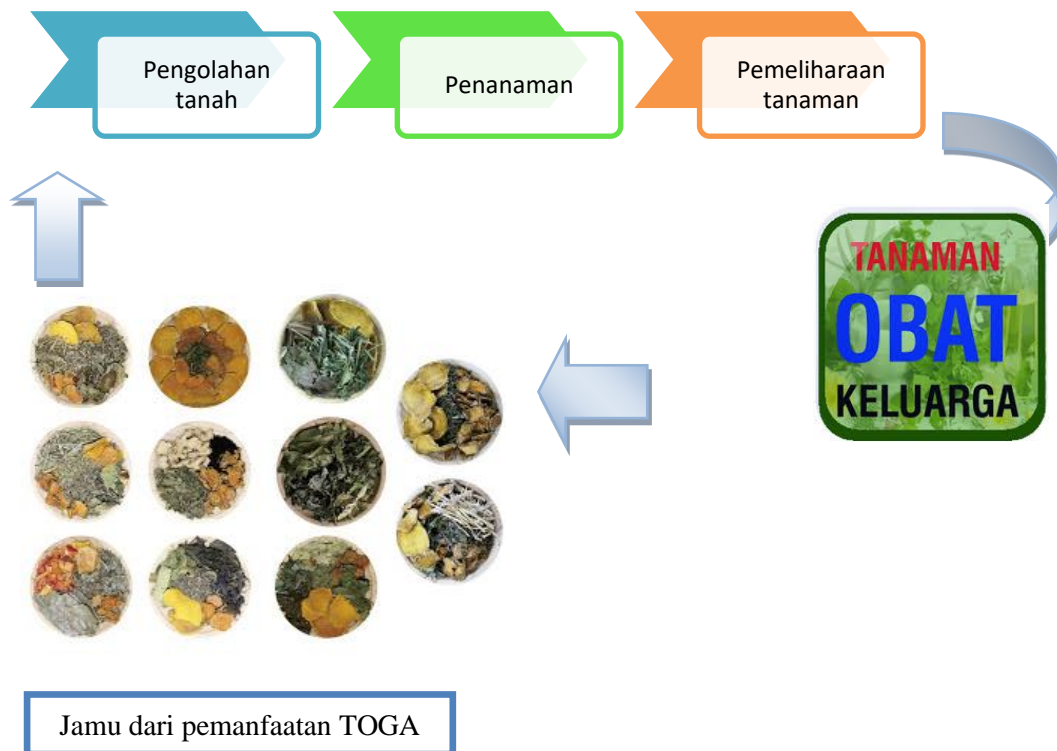 Pengolahan
tanah
Penanaman
Pemeliharaan
tanaman
TANAMAN
OBAT
KELUARGA
Jamu dari pemanfaatan TOGA